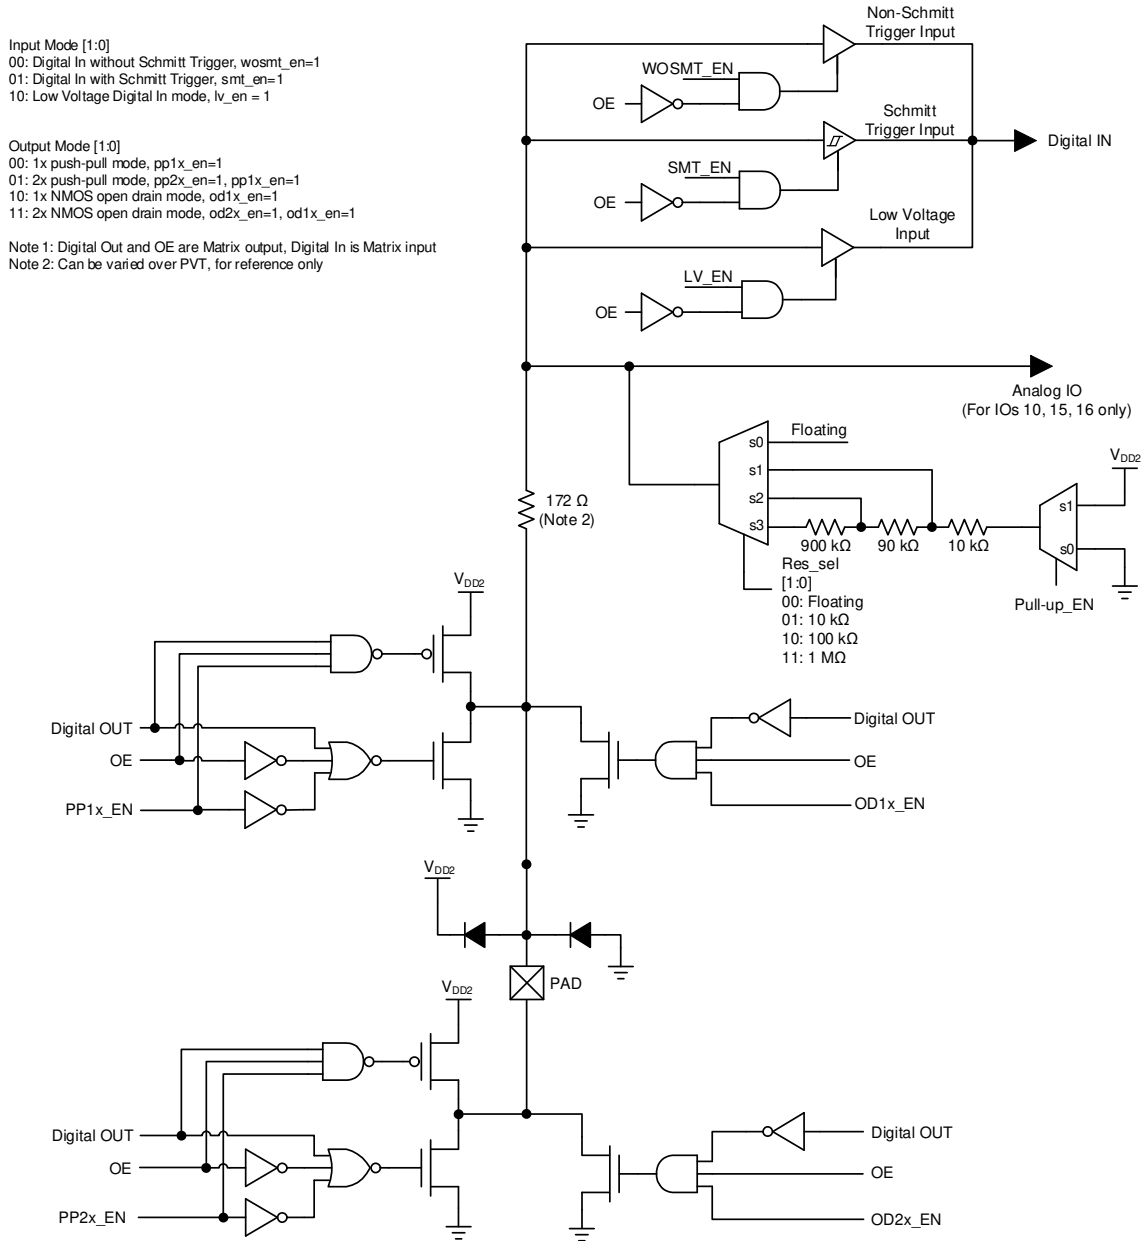 Input Mode [1:0]
00: Digital In without Schmitt Trigger, wosmt_en=1
01: Digital In with Schmitt Trigger, smt_en=1
10: Low Voltage Digital In mode, lv_en = 1
Output Mode [1:0]
00: 1x push-pull mode, pp1x_en=1
01: 2x push-pull mode, pp2x_en=1, pp1x_en=1
10: 1x NMOS open drain mode, od1x_en=1
11: 2x NMOS open drain mode, od2x_en=1, od1x_en=1
Note 1: Digital Out and OE are Matrix output, Digital In is Matrix input
Note 2: Can be varied over PVT, for reference only
Non-Schmitt
Trigger Input
WOSMT_EN
OE
Schmitt
Trigger Input
Digital IN
SMT_EN
OE
Low Voltage
Input
LV_EN
OE
Analog IO
(For IOs 10, 15, 16 only)
s0
Floating
s1
s2
s3
900 kΩ
90 kΩ
10 kΩ
VDD2
s1
s0
Pull-up_EN
Res_sel
[1:0]
00: Floating
01: 10 kΩ
10: 100 kΩ
11: 1 MΩ
172 Ω
(Note 2)
VDD2
Digital OUT
OE
PP1x_EN
Digital OUT
OE
OD1x_EN
VDD2
PAD
VDD2
Digital OUT
OE
PP2x_EN
Digital OUT
OE
OD2x_EN